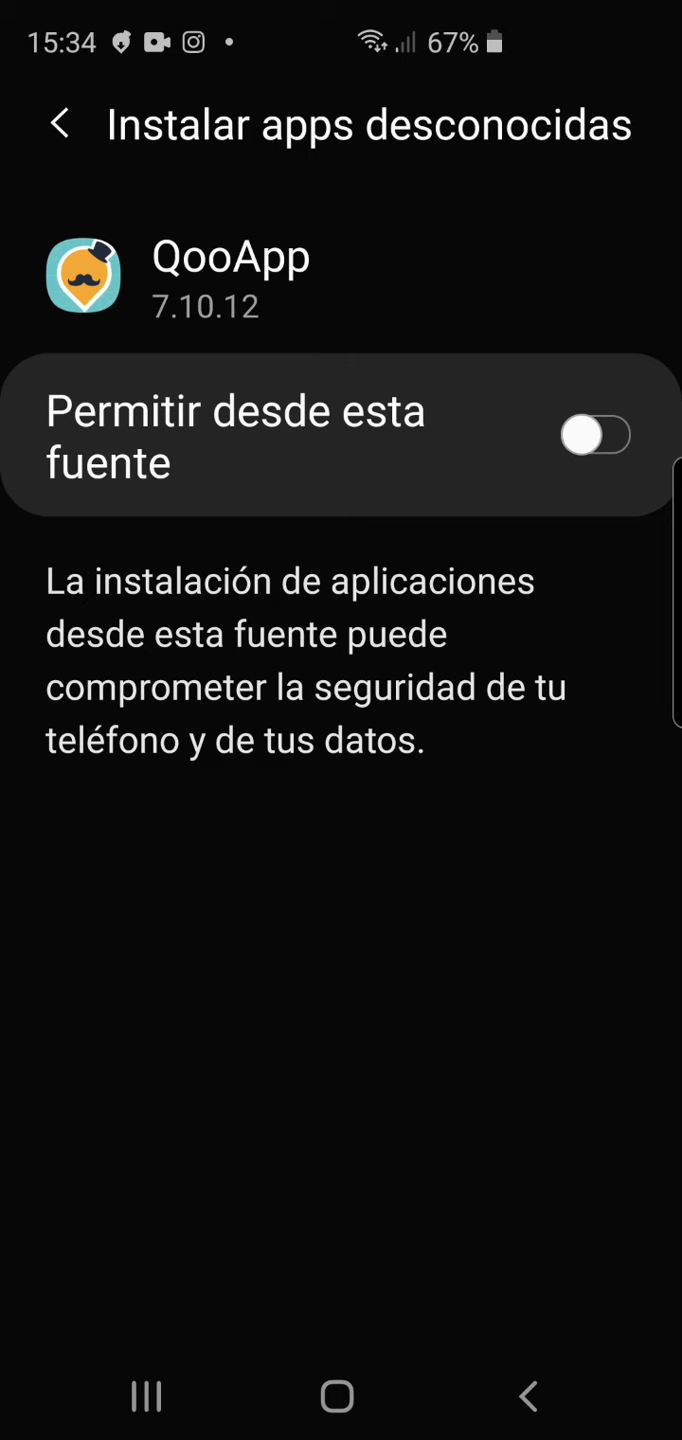 15:34 67%
Instalar apps desconocidas
QooApp
7.10.12
Permitir desde esta
fuente
La instalación de aplicaciones
desde esta fuente puede
comprometer la seguridad de tu
teléfono y de tus datos.